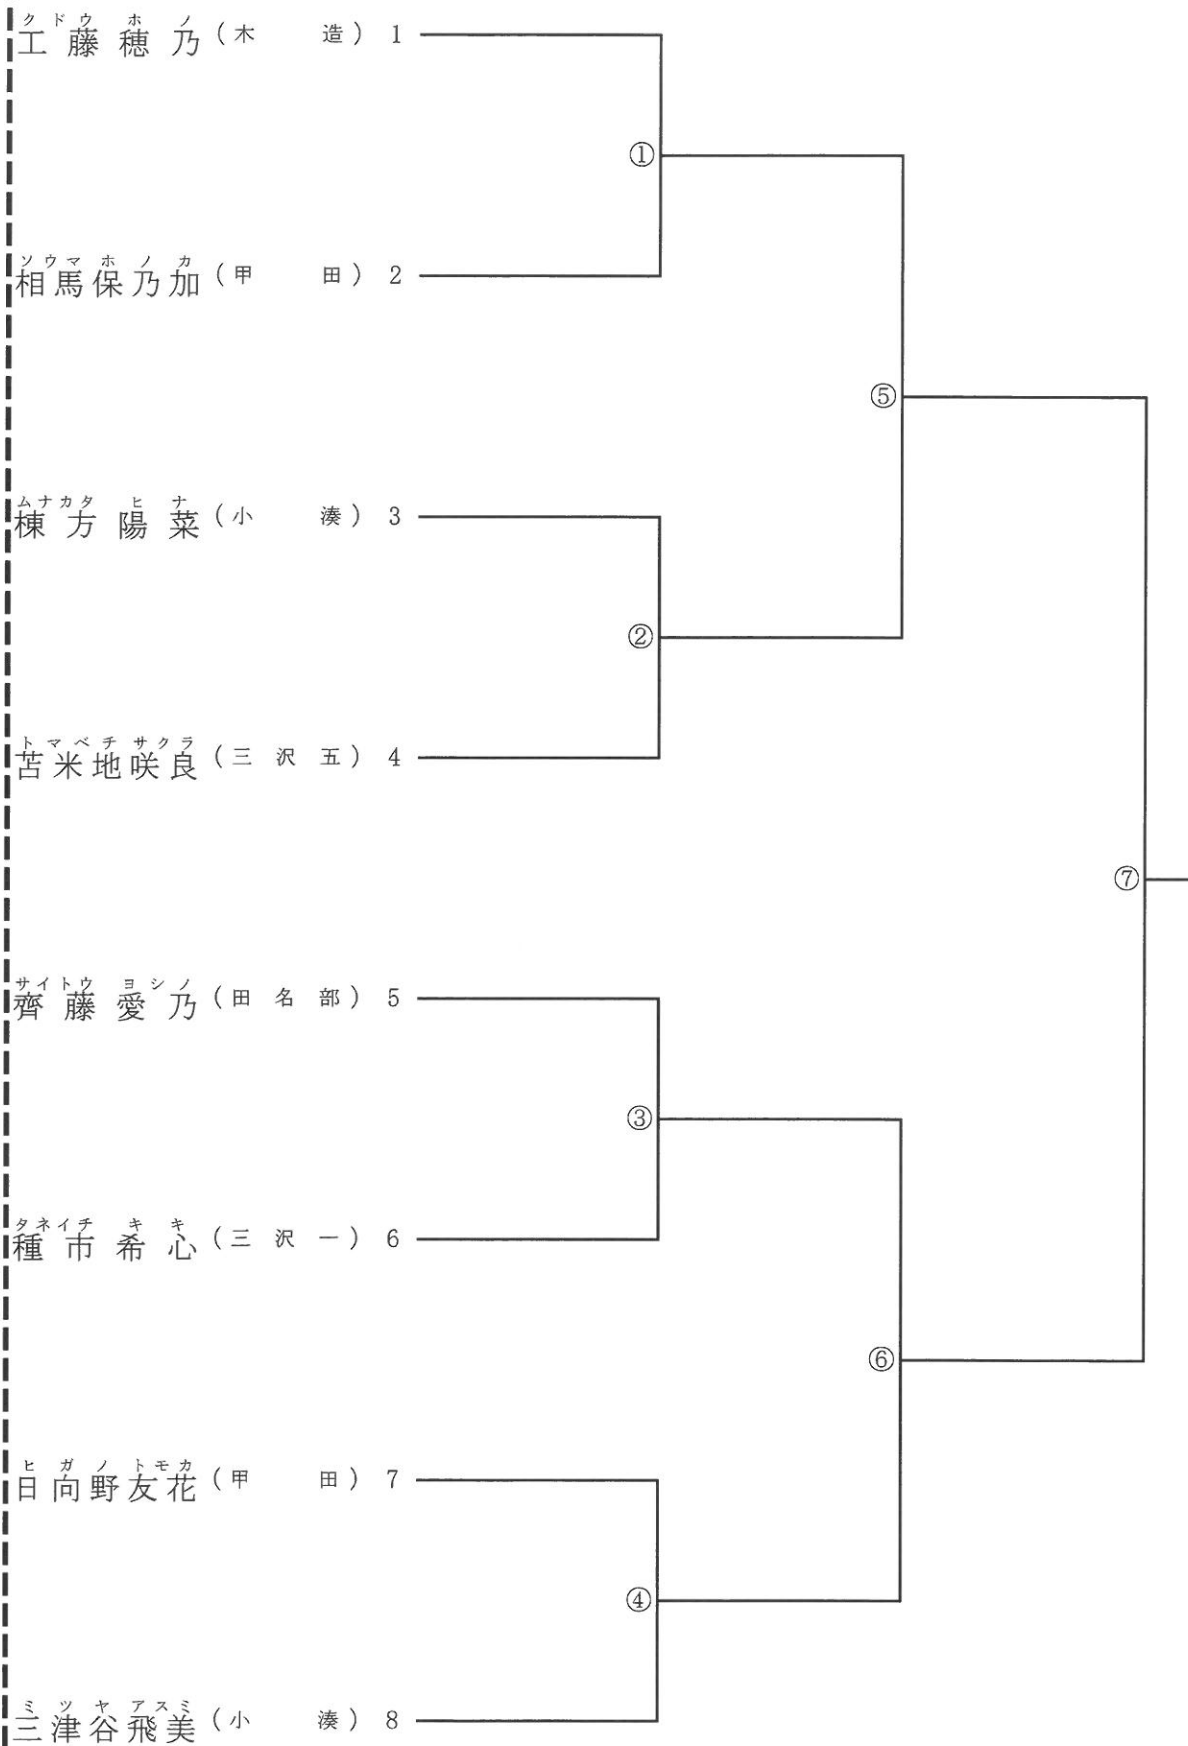 クドウ ホノ
工藤穂乃 (木造) 1
①
ソウマ ホノカ
相馬保乃加 (甲田) 2
⑤
ムナカタ ヒナ
棟方陽菜 (小湊) 3
②
トマベチ サクラ
苫米地咲良 (三沢五) 4
⑦
サイトウ ヨシノ
齊藤愛乃 (田名部) 5
③
タネイチ キキ
種市希心 (三沢一) 6
⑥
ヒガノ トモカ
日向野友花 (甲田) 7
④
ミツヤ アスミ
三津谷飛美 (小湊) 8